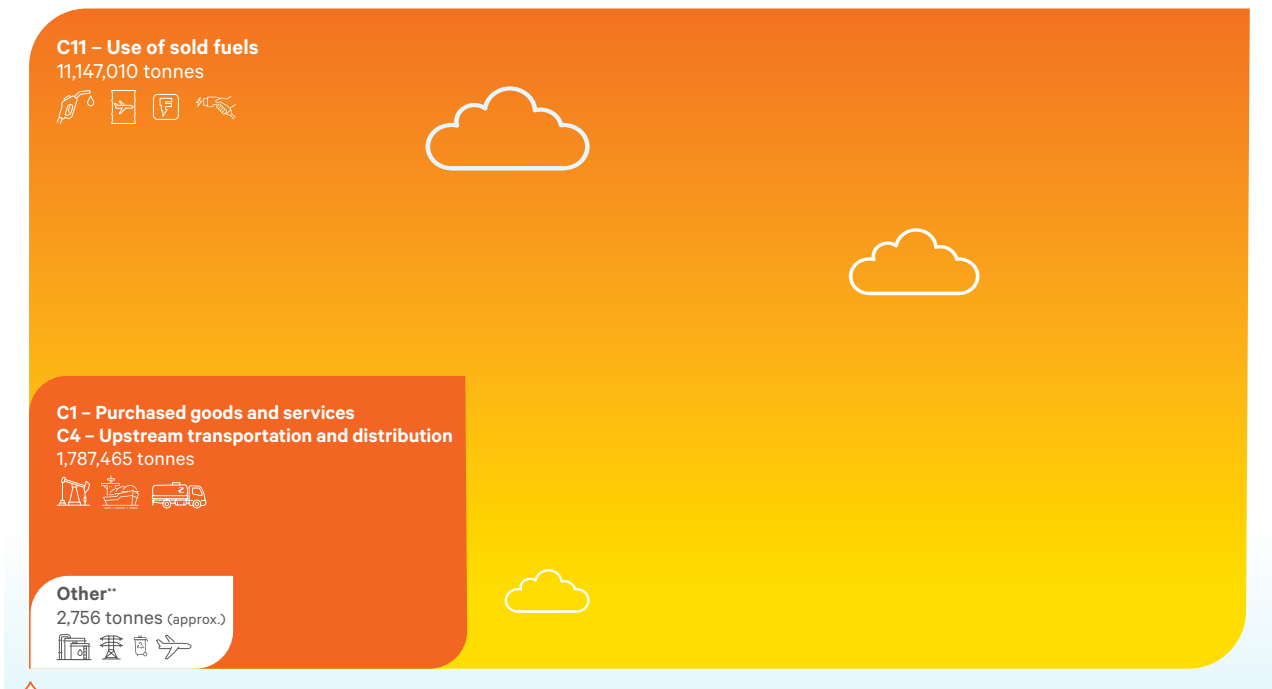 C11 – Use of sold fuels
11,147,010 tonnes
F
C1 – Purchased goods and services
C4 – Upstream transportation and distribution
1,787,465 tonnes
Z
Other**
2,756 tonnes (approx.)